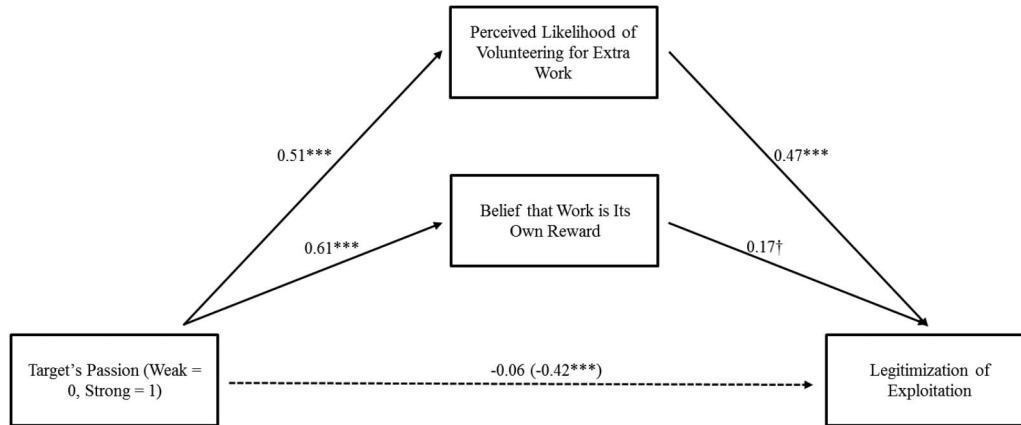 Perceived Likelihood of
Volunteering for Extra
Work
0.51***
0.47***
Belief that Work is Its
Own Reward
0.61***
0.17†
Target's Passion (Weak =
0, Strong = 1)
-0.06 (-0.42***)
Legitimization of
Exploitation